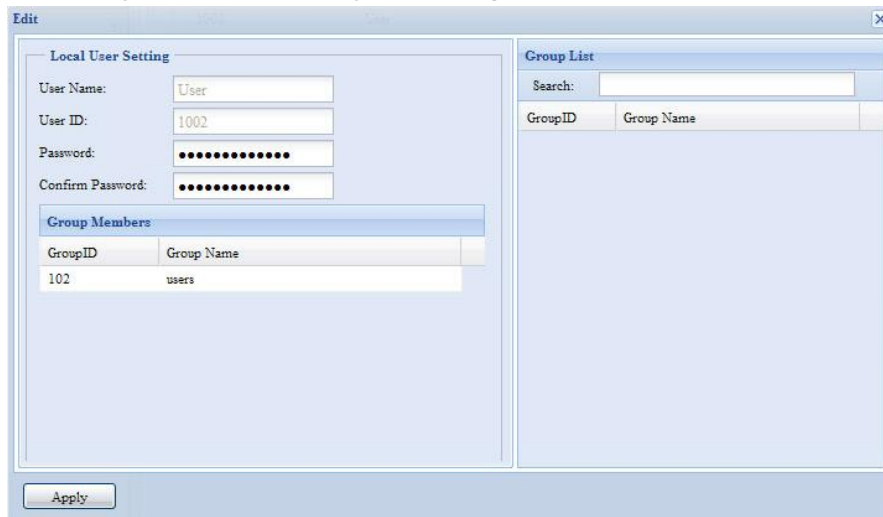 Edit
Local User Setting
User Name: User
User ID: 1002
Password: •••••••••••••
Confirm Password: •••••••••••••
Group Members
GroupID Group Name
102 users
Group List
Search:
GroupID Group Name
Apply